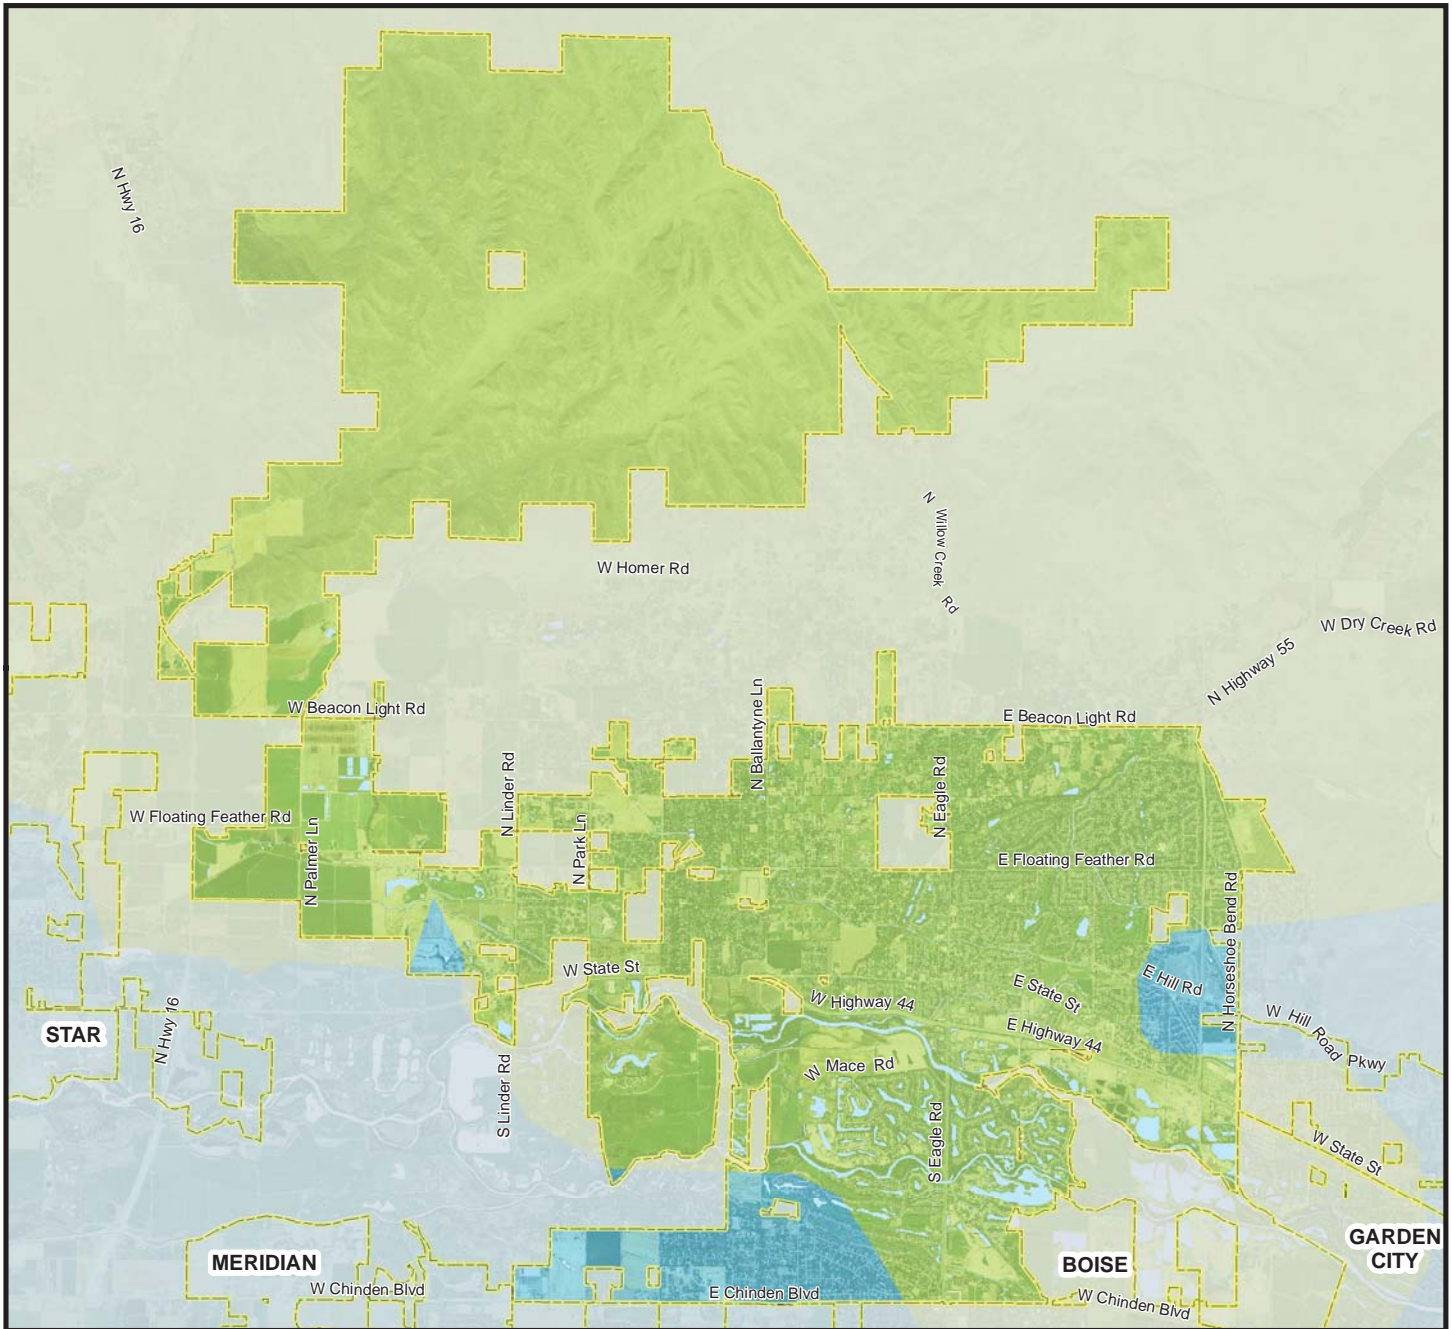 N Hwy 16
N Willow Creek Rd
W Homer Rd
W Dry Creek Rd
N Highway 55
W Beacon Light Rd
E Beacon Light Rd
N Ballantyne Ln
N Linder Rd
N Eagle Rd
W Floating Feather Rd
N Palmer Ln
N Park Ln
E Floating Feather Rd
N Horseshoe Bend Rd
W State St
E Hill Rd
E State St
W Highway 44
E Highway 44
W Hill Road Pkwy
STAR
N Hwy 16
W Mace Rd
S Linder Rd
S Eagle Rd
W State St
MERIDIAN
BOISE
GARDEN
CITY
W Chinden Blvd
E Chinden Blvd
W Chinden Blvd